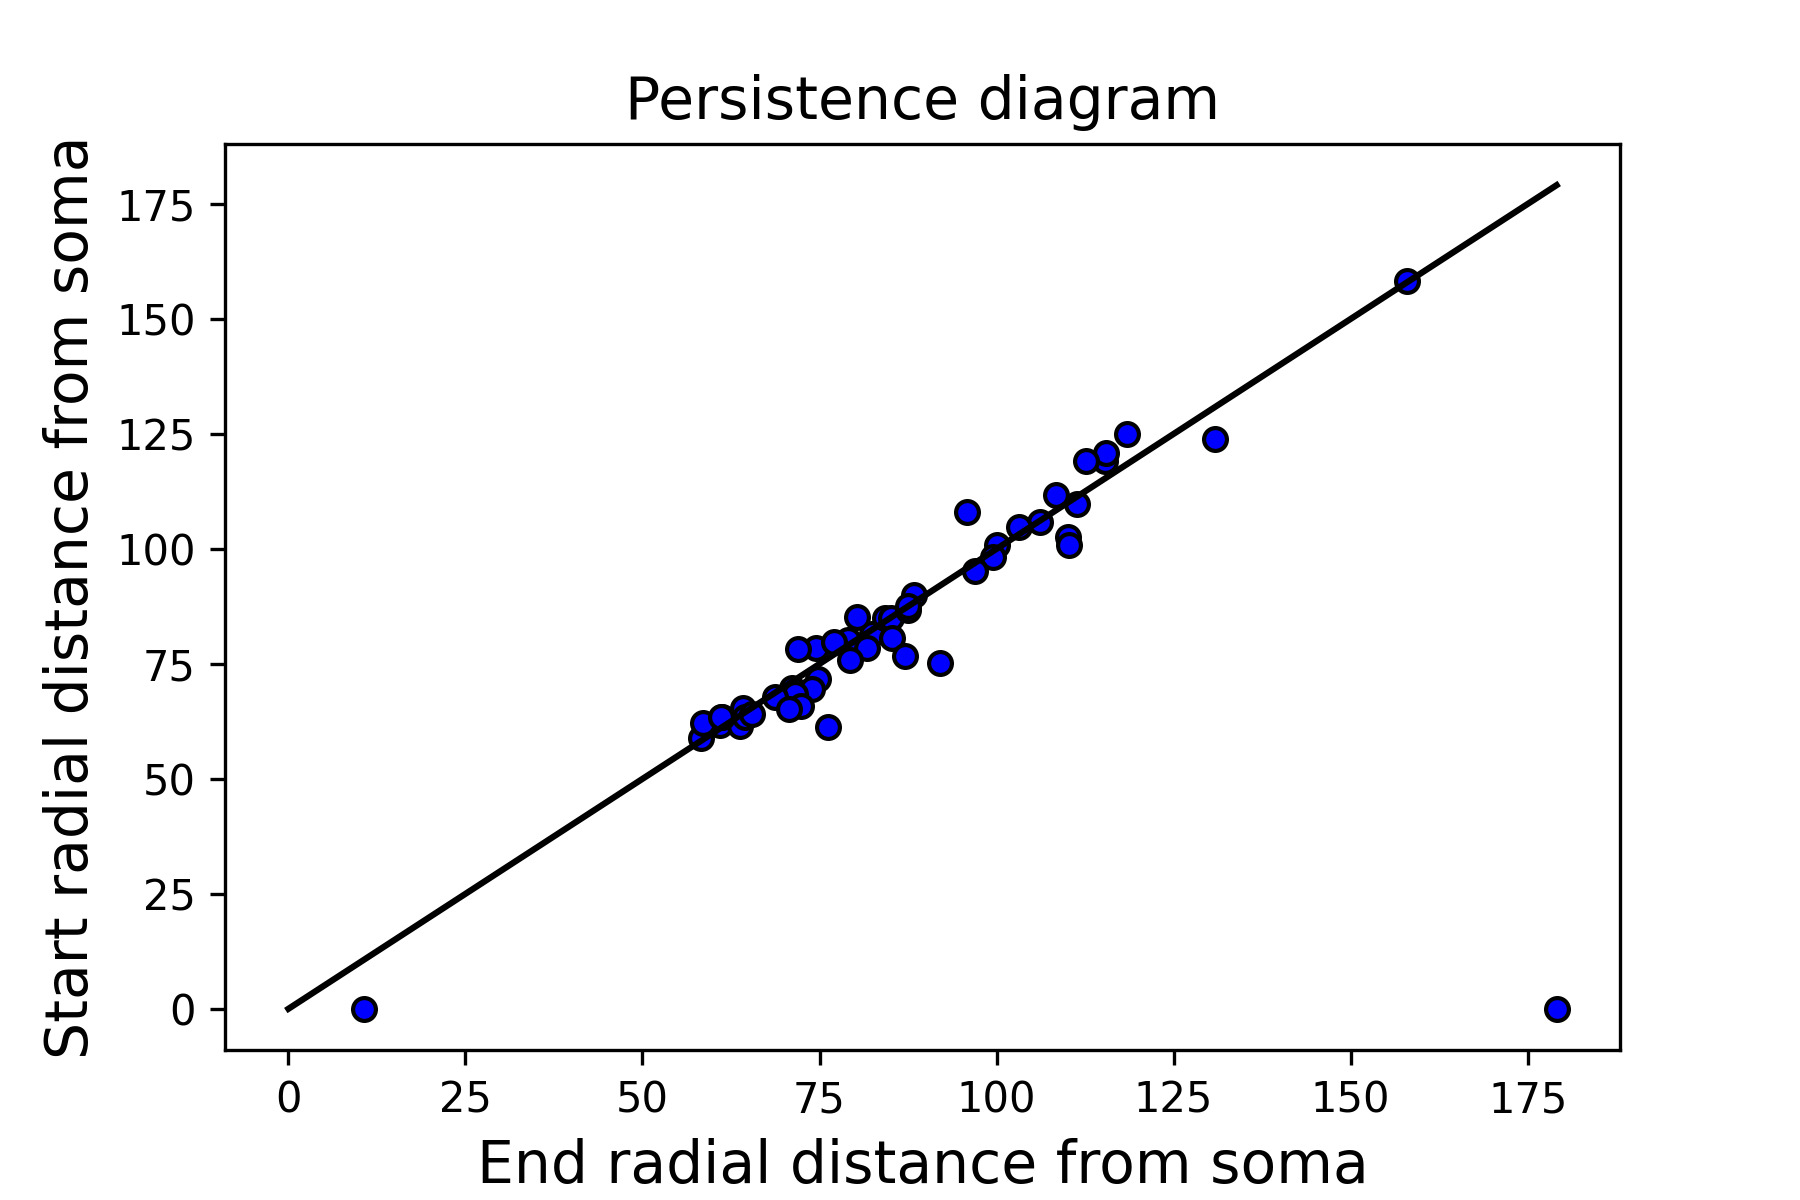 Persistence diagram
Start radial distance from soma
175
150
125
100
75
50
25
0
0 25 50 75 100 125 150 175
End radial distance from soma